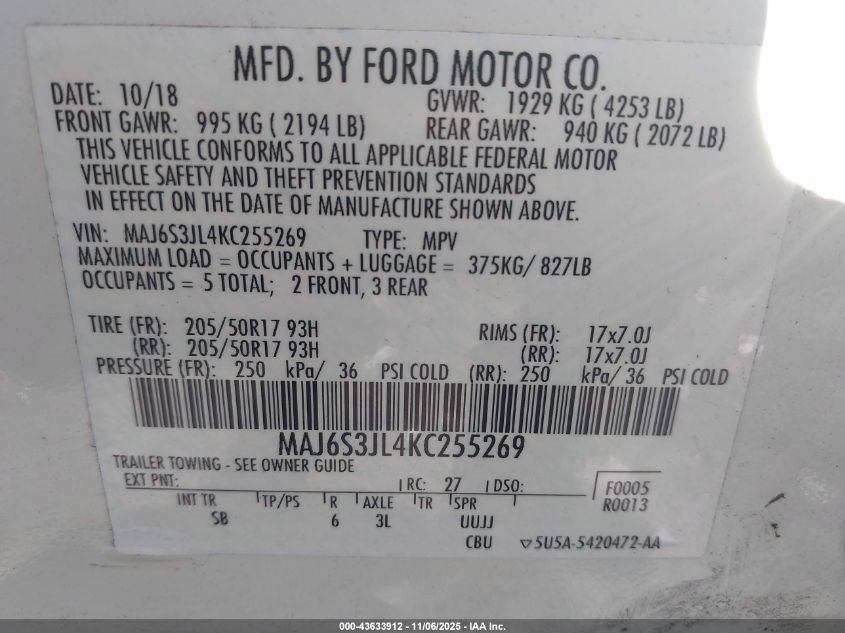 MFD. BY FORD MOTOR CO.
DATE: 10/18 GVWR: 1929 KG ( 4253 LB)
FRONT GAWR: 995 KG ( 2194 LB) REAR GAWR: 940 KG ( 2072 LB)
THIS VEHICLE CONFORMS TO ALL APPLICABLE FEDERAL MOTOR
VEHICLE SAFETY AND THEFT PREVENTION STANDARDS
IN EFFECT ON THE DATE OF MANUFACTURE SHOWN ABOVE.
VIN: MAJ6S3JL4KC255269 TYPE: MPV
MAXIMUM LOAD = OCCUPANTS + LUGGAGE = 375KG/ 827LB
OCCUPANTS = 5 TOTAL; 2 FRONT, 3 REAR
TIRE (FR): 205/50R17 93H RIMS (FR): 17x7.0J
(RR): 205/50R17 93H (RR): 17x7.0J
PRESSURE (FR): 250 kPa/ 36 PSI COLD (RR): 250 kPa/ 36 PSI COLD
MAJ6S3JL4KC255269
TRAILER TOWING - SEE OWNER GUIDE
EXT PNT: RC: 27 DSO: F0005
R0013
INT TR TP/PS R AXLE TR SPR
SB 6 3L UUJJ
CBU ▽5U5A-5420472-AA
000-43633912 - 11/06/2025 - IAA Inc.